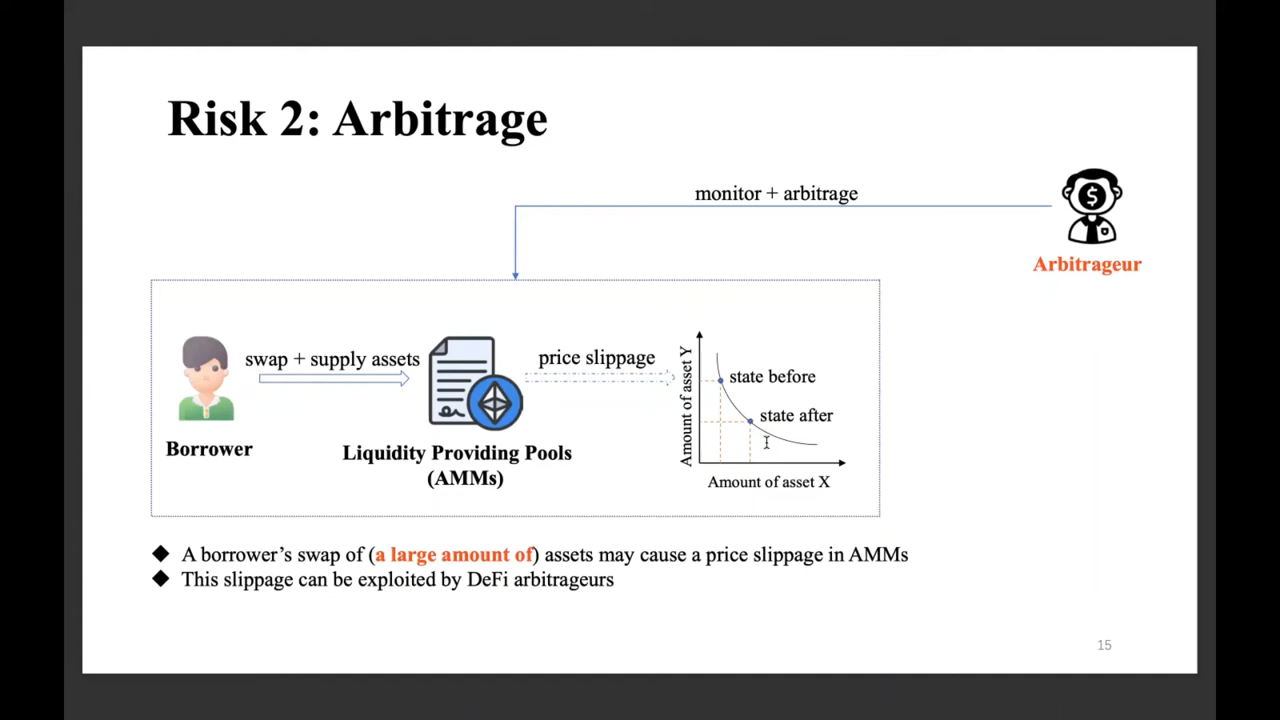 Risk 2: Arbitrage
monitor + arbitrage
Arbitrageur
swap + supply assets
price slippage
Amount of asset Y
state before
state after
Borrower
Liquidity Providing Pools
(AMMs)
Amount of asset X
◆ A borrower’s swap of (a large amount of) assets may cause a price slippage in AMMs
◆ This slippage can be exploited by DeFi arbitrageurs
15